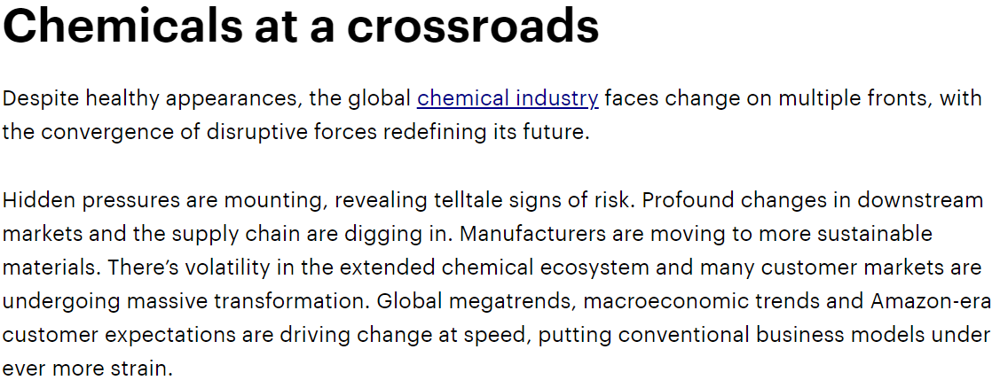 Chemicals at a crossroads
Despite healthy appearances, the global chemical industry faces change on multiple fronts, with
the convergence of disruptive forces redefining its future.
Hidden pressures are mounting, revealing telltale signs of risk. Profound changes in downstream
markets and the supply chain are digging in. Manufacturers are moving to more sustainable
materials. There’s volatility in the extended chemical ecosystem and many customer markets are
undergoing massive transformation. Global megatrends, macroeconomic trends and Amazon-era
customer expectations are driving change at speed, putting conventional business models under
ever more strain.